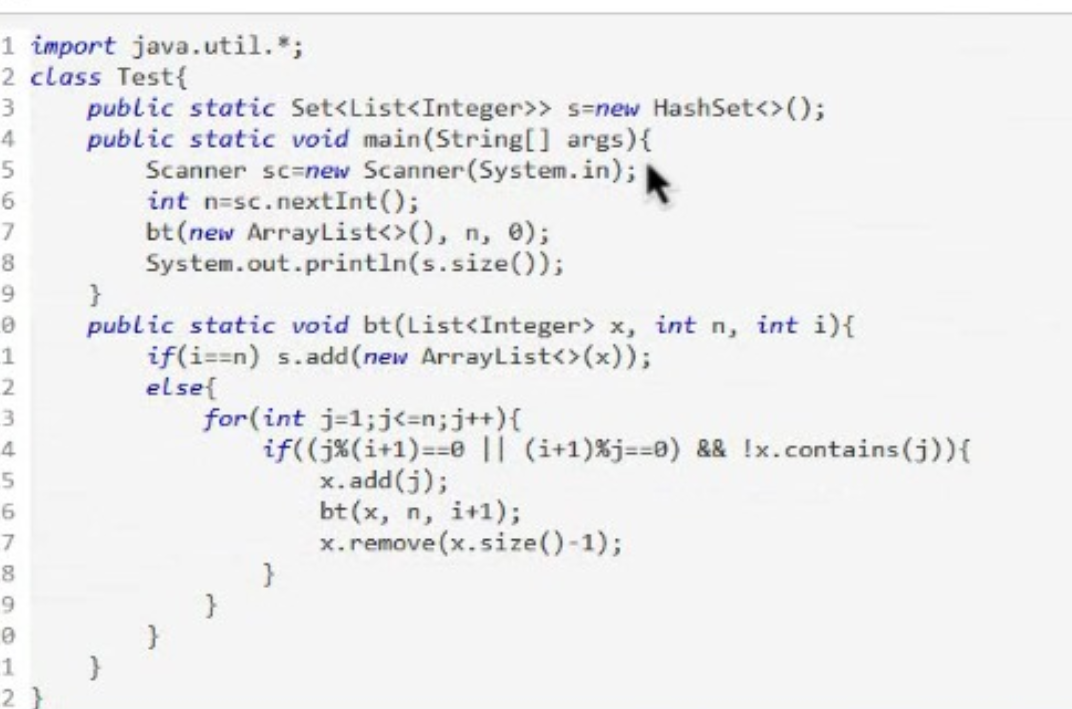 1 import java.util.*;
2 class Test{
3     public static Set<List<Integer>> s=new HashSet<>();
4     public static void main(String[] args){
5         Scanner sc=new Scanner(System.in);
6         int n=sc.nextInt();
7         bt(new ArrayList<>(), n, 0);
8         System.out.println(s.size());
9     }
0     public static void bt(List<Integer> x, int n, int i){
1         if(i==n) s.add(new ArrayList<>(x));
2         else{
3             for(int j=1;j<=n;j++){
4                 if((j%(i+1)==0 || (i+1)%j==0) && !x.contains(j)){
5                     x.add(j);
6                     bt(x, n, i+1);
7                     x.remove(x.size()-1);
8                 }
9             }
0         }
1     }
2 }